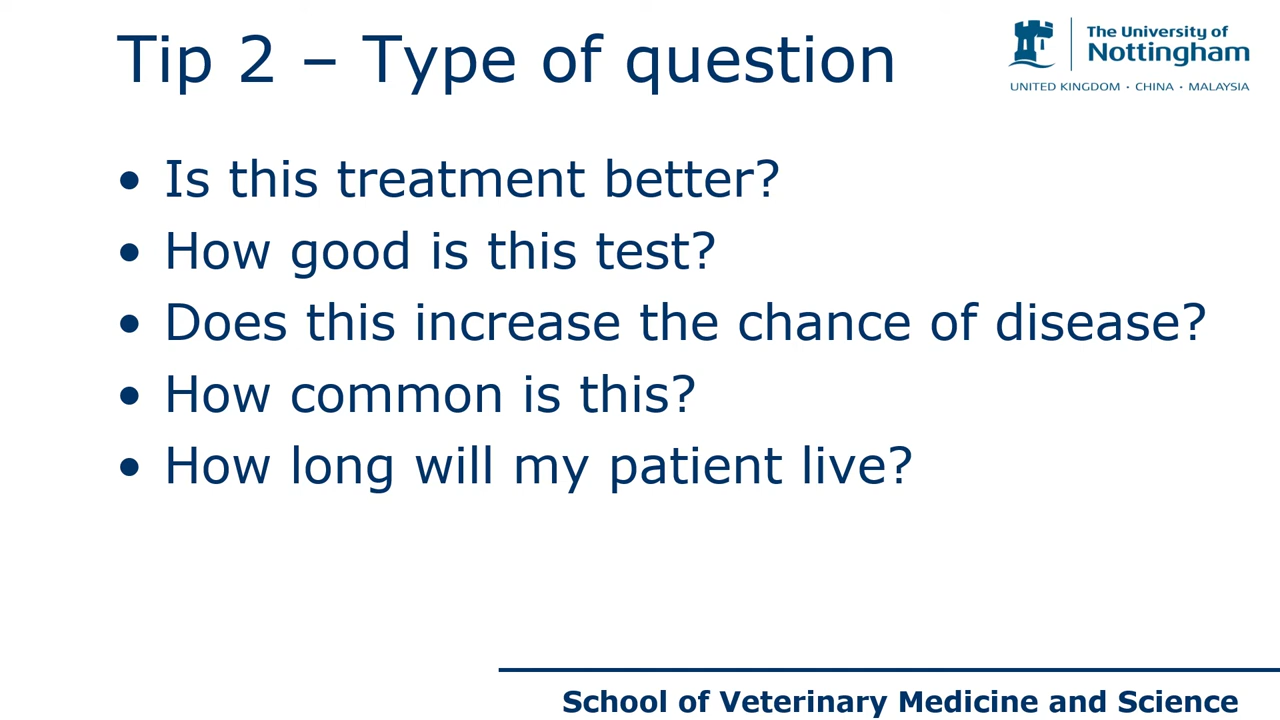 Tip 2 – Type of question
The University of
Nottingham
UNITED KINGDOM · CHINA · MALAYSIA
• Is this treatment better?
• How good is this test?
• Does this increase the chance of disease?
• How common is this?
• How long will my patient live?
School of Veterinary Medicine and Science